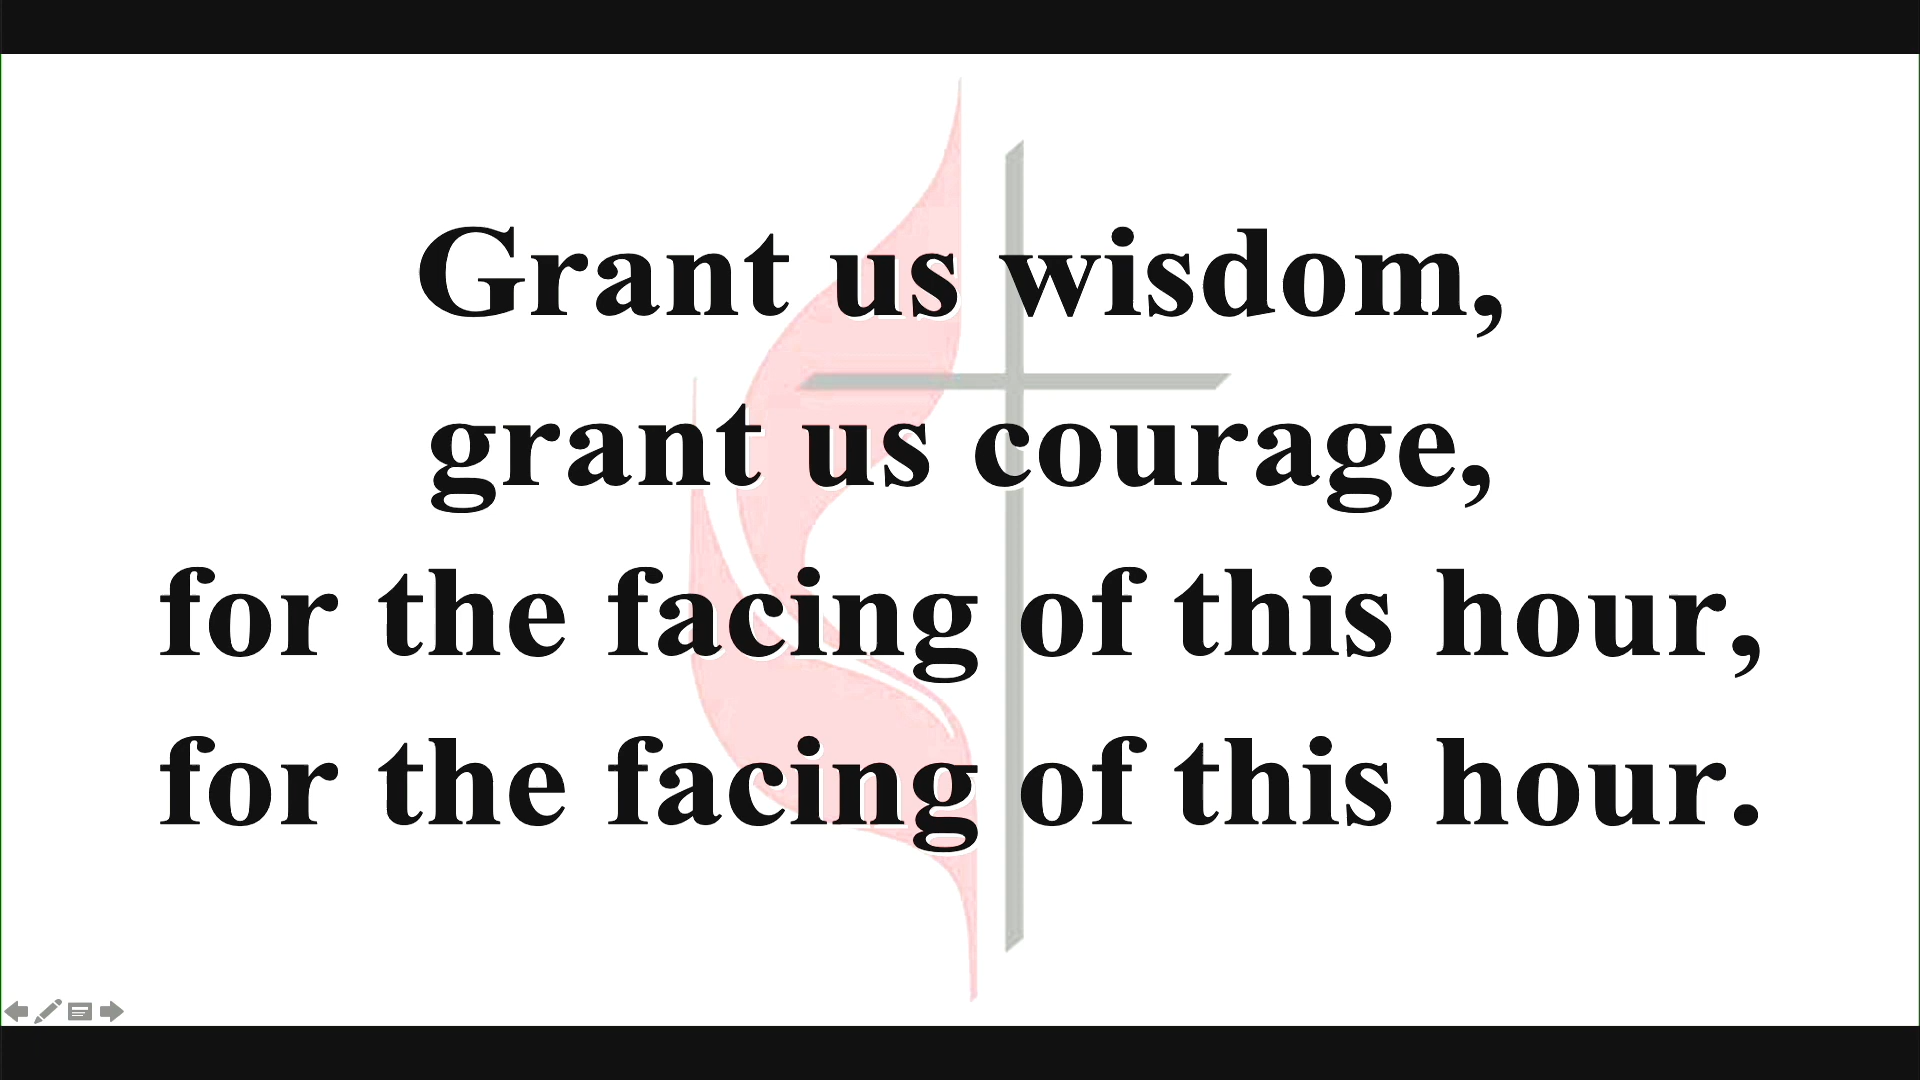 Grant us wisdom,
grant us courage,
for the facing of this hour,
for the facing of this hour.